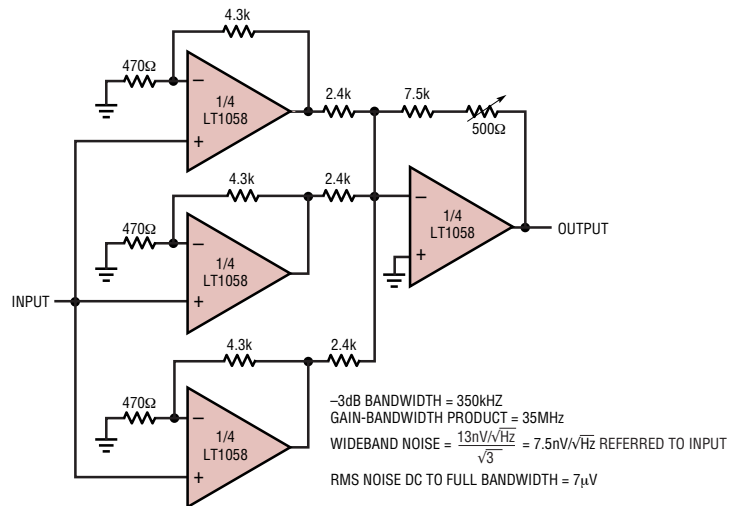 4.3k
470Ω
−
1/4
LT1058
+
2.4k
7.5k
500Ω
4.3k
2.4k
470Ω
−
1/4
LT1058
+
−
1/4
LT1058
+
OUTPUT
INPUT
4.3k
2.4k
470Ω
−
1/4
LT1058
+
–3dB BANDWIDTH = 350kHZ
GAIN-BANDWIDTH PRODUCT = 35MHz
WIDEBAND NOISE = 13nV/√Hz / √3 = 7.5nV/√Hz REFERRED TO INPUT
RMS NOISE DC TO FULL BANDWIDTH = 7µV